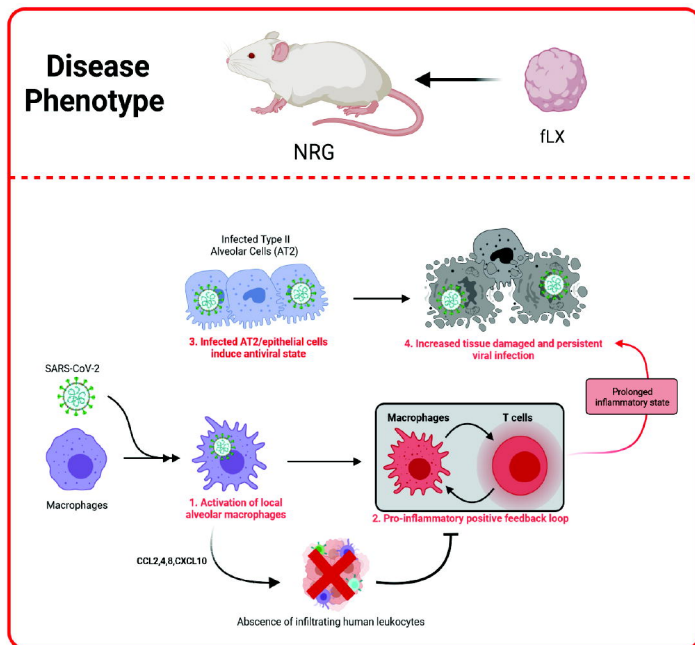 Disease
Phenotype
NRG
fLX
Infected Type II
Alveolar Cells (AT2)
3. Infected AT2/epithelial cells
induce antiviral state
4. Increased tissue damaged and persistent
viral infection
SARS-CoV-2
Macrophages
1. Activation of local
alveolar macrophages
Macrophages
T cells
2. Pro-inflammatory positive feedback loop
Prolonged
inflammatory state
CCL2,4,8,CXCL10
Abscence of infiltrating human leukocytes